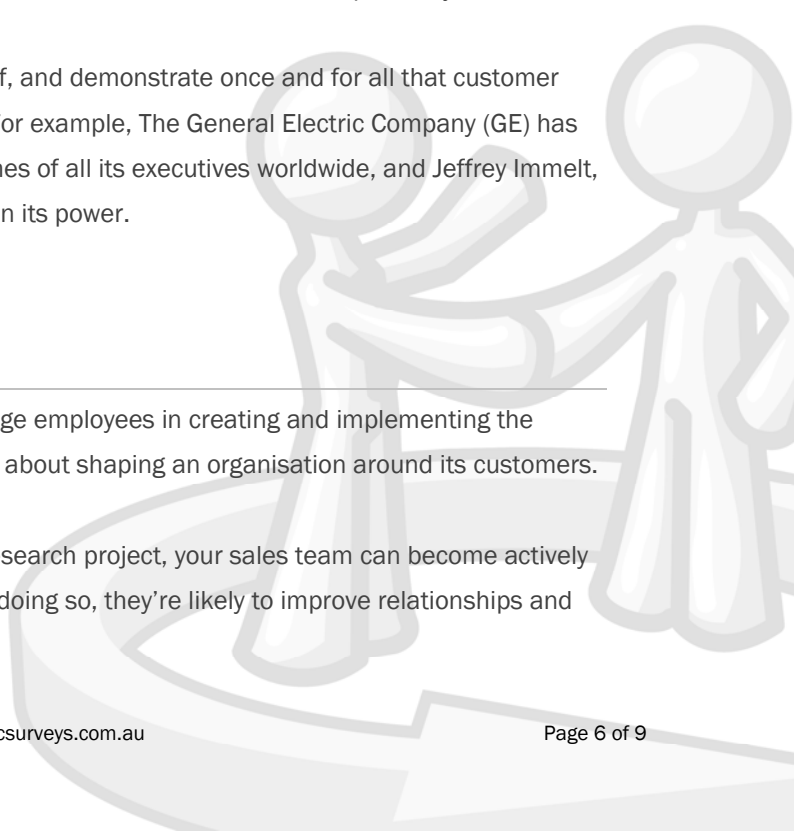 f, and demonstrate once and for all that customer
or example, The General Electric Company (GE) has
nes of all its executives worldwide, and Jeffrey Immelt,
n its power.
ge employees in creating and implementing the
about shaping an organisation around its customers.
search project, your sales team can become actively
doing so, they're likely to improve relationships and
csurveys.com.au
Page 6 of 9